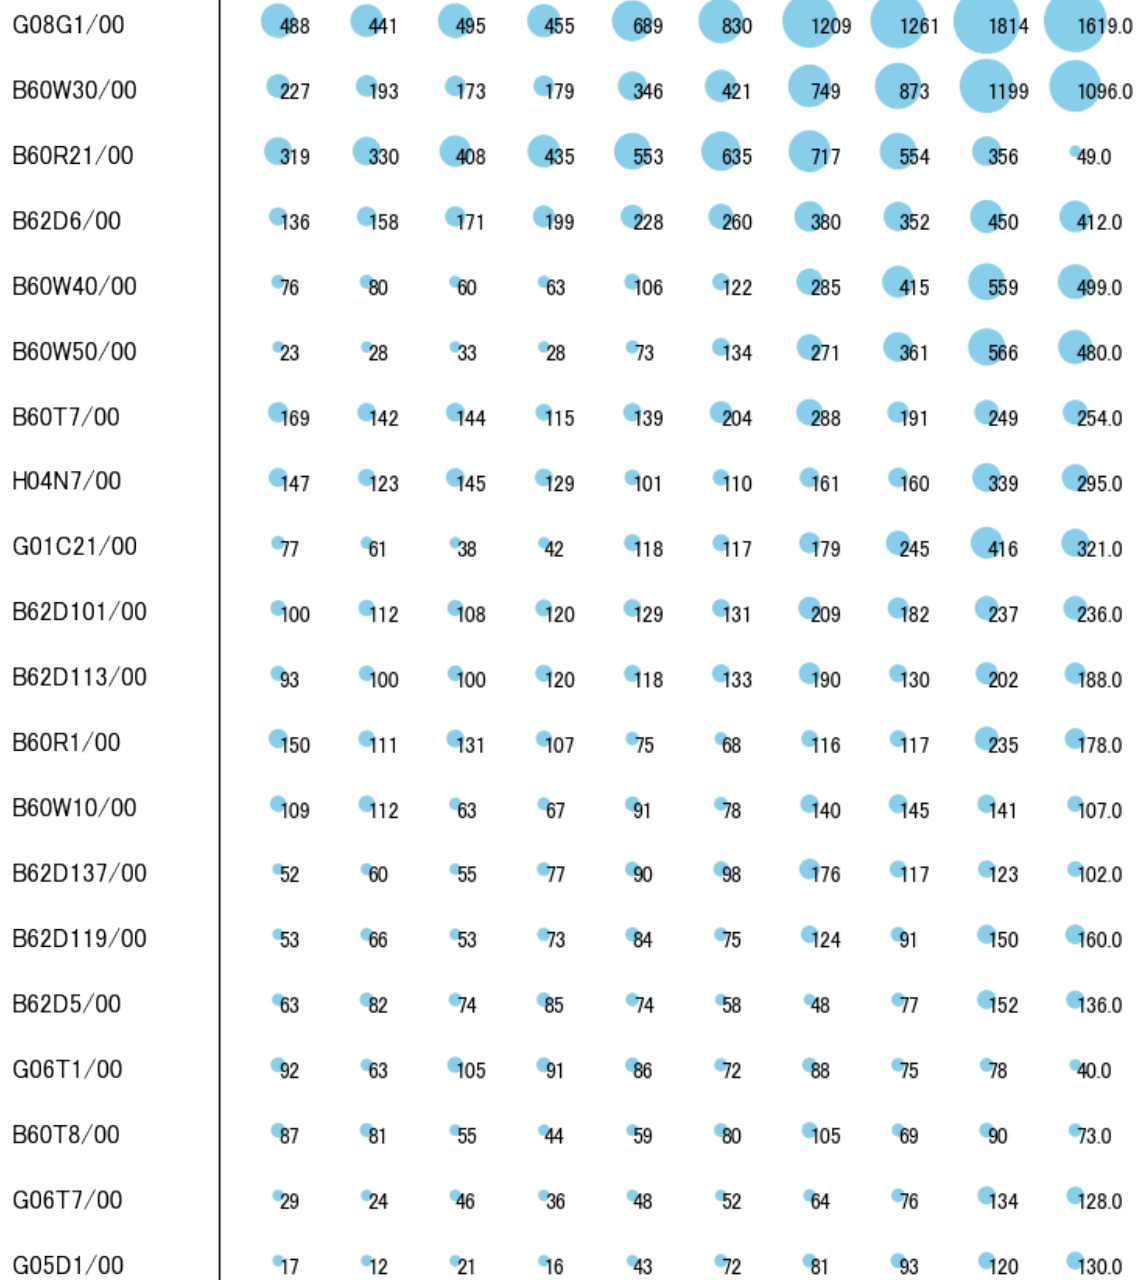 G08G1/00 488 441 495 455 689 830 1209 1261 1814 1619.0
B60W30/00 227 193 173 179 346 421 749 873 1199 1096.0
B60R21/00 319 330 408 435 553 635 717 554 356 49.0
B62D6/00 136 158 171 199 228 260 380 352 450 412.0
B60W40/00 76 80 60 63 106 122 285 415 559 499.0
B60W50/00 23 28 33 28 73 134 271 361 566 480.0
B60T7/00 169 142 144 115 139 204 288 191 249 254.0
H04N7/00 147 123 145 129 101 110 161 160 339 295.0
G01C21/00 77 61 38 42 118 117 179 245 416 321.0
B62D101/00 100 112 108 120 129 131 209 182 237 236.0
B62D113/00 93 100 100 120 118 133 190 130 202 188.0
B60R1/00 150 111 131 107 75 68 116 117 235 178.0
B60W10/00 109 112 63 67 91 78 140 145 141 107.0
B62D137/00 52 60 55 77 90 98 176 117 123 102.0
B62D119/00 53 66 53 73 84 75 124 91 150 160.0
B62D5/00 63 82 74 85 74 58 48 77 152 136.0
G06T1/00 92 63 105 91 86 72 88 75 78 40.0
B60T8/00 87 81 55 44 59 80 105 69 90 73.0
G06T7/00 29 24 46 36 48 52 64 76 134 128.0
G05D1/00 17 12 21 16 43 72 81 93 120 130.0